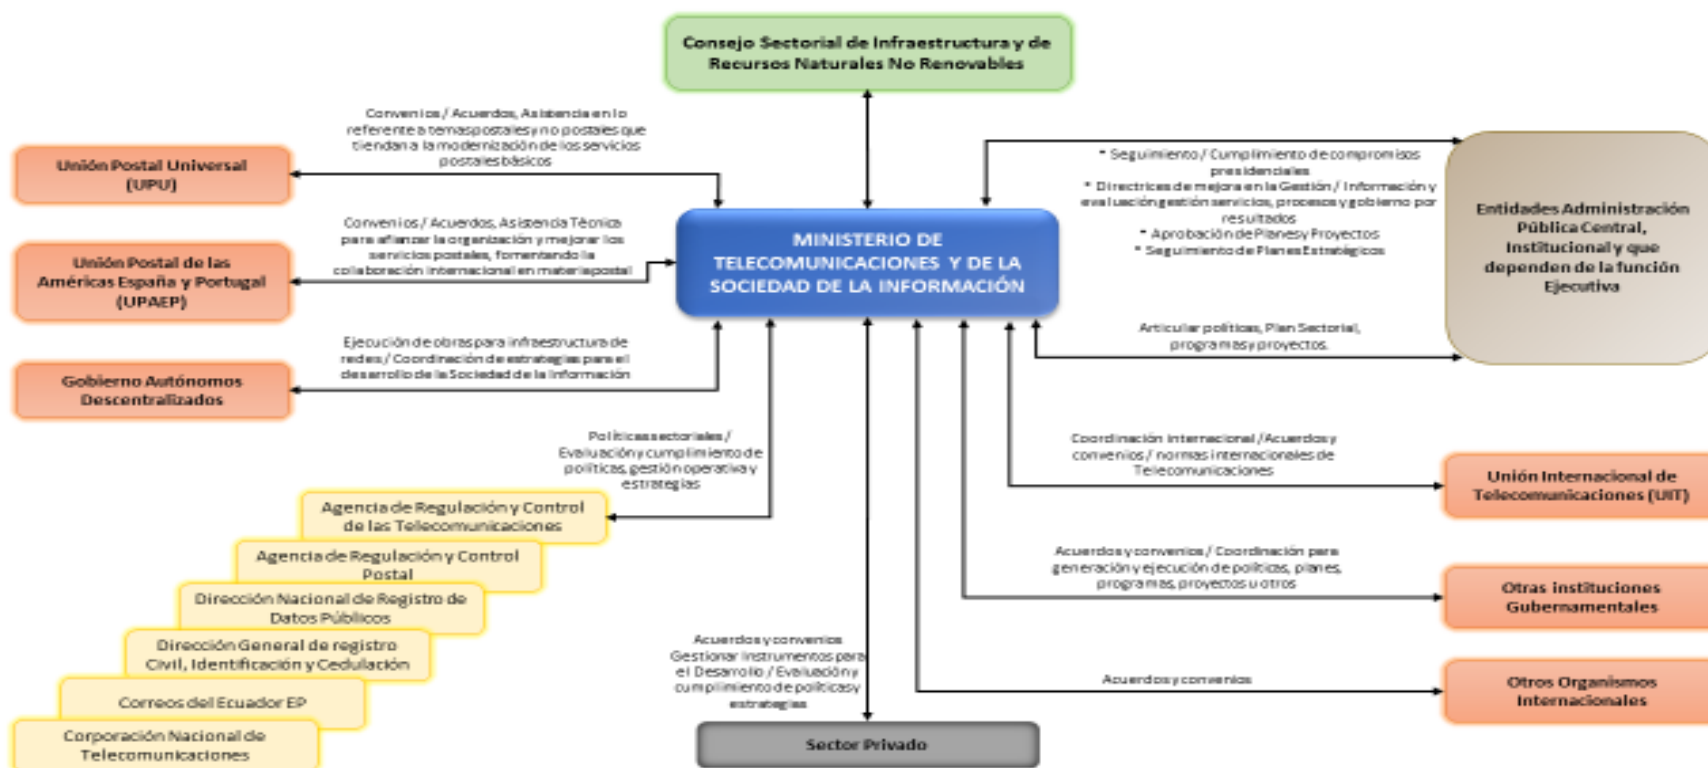 Consejo Sectorial de Infraestructura y de
Recursos Naturales No Renovables
Convenios / Acuerdos, Asistencia en lo
referente a temas postales y no postales que
tiendan a la modernización de los servicios
postales básicos
Unión Postal Universal
(UPU)
Convenios / Acuerdos, Asistencia Técnica
para afianzar la organización y mejorar los
servicios postales, fomentando la
colaboración internacional en materia postal
Unión Postal de las
Américas España y Portugal
(UPAEP)
Ejecución de obras para infraestructura de
redes / Coordinación de estrategias para el
desarrollo de la Sociedad de la Información
Gobierno Autónomos
Descentralizados
MINISTERIO DE
TELECOMUNICACIONES Y DE LA
SOCIEDAD DE LA INFORMACIÓN
* Seguimiento / Cumplimiento de compromisos
presidenciales
* Directrices de mejora en la Gestión / Información y
evaluación gestión servicios, procesos y gobierno por
resultados
* Aprobación de Planes y Proyectos
* Seguimiento de Planes Estratégicos
Entidades Administración
Pública Central,
Institucional y que
dependen de la función
Ejecutiva
Articular políticas, Plan Sectorial,
programas y proyectos.
Políticas sectoriales /
Evaluación y cumplimiento de
políticas, gestión operativa y
estrategias
Agencia de Regulación y Control
de las Telecomunicaciones
Agencia de Regulación y Control
Postal
Dirección Nacional de Registro de
Datos Públicos
Dirección General de registro
Civil, Identificación y Cedulación
Correos del Ecuador EP
Corporación Nacional de
Telecomunicaciones
Coordinación Internacional /Acuerdos y
convenios / normas internacionales de
Telecomunicaciones
Unión Internacional de
Telecomunicaciones (UIT)
Acuerdos y convenios / Coordinación para
generación y ejecución de políticas, planes,
programas, proyectos u otros
Otras instituciones
Gubernamentales
Acuerdos y convenios
Gestionar Instrumentos para
el Desarrollo / Evaluación y
cumplimiento de políticas y
estrategias
Acuerdos y convenios
Otros Organismos
Internacionales
Sector Privado